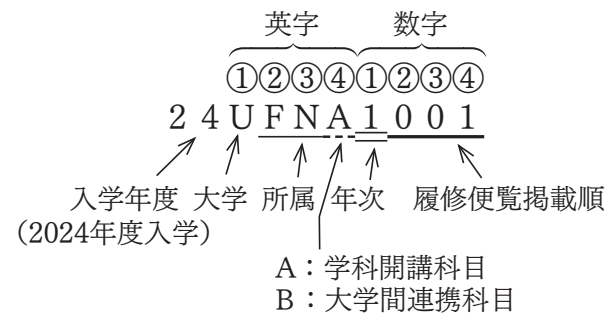 英字 数字
①②③④①②③④
24UFNA1001
入学年度 大学 所属 年次 履修便覧掲載順
(2024年度入学)
A:学科開講科目
B:大学間連携科目